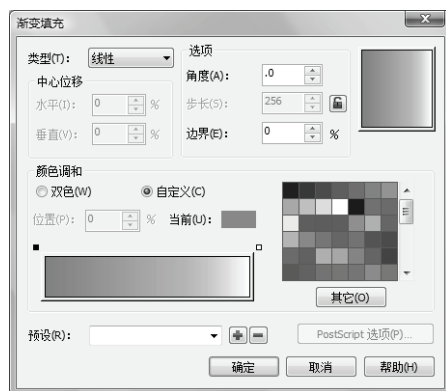 渐变填充
类型(T): 线性
中心位移
水平(I): 0 %
垂直(V): 0 %
选项
角度(A): .0
步长(S): 256
边界(E): 0 %
颜色调和
双色(W) 自定义(C)
位置(P): 0 % 当前(U):
其它(O)
预设(R):
PostScript 选项(P)...
确定 取消 帮助(H)